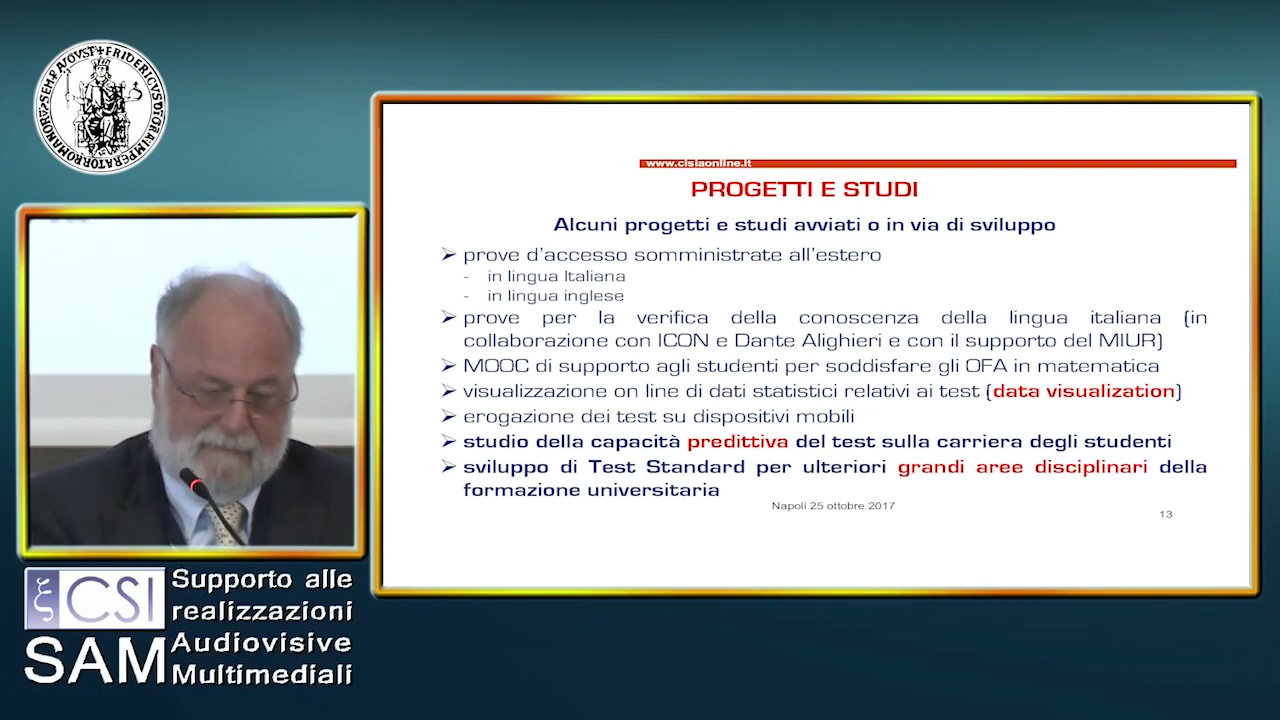 www.cisiaonline.it
PROGETTI E STUDI
Alcuni progetti e studi avviati o in via di sviluppo
➢ prove d’accesso somministrate all’estero
- in lingua Italiana
- in lingua inglese
➢ prove per la verifica della conoscenza della lingua italiana (in
collaborazione con ICON e Dante Alighieri e con il supporto del MIUR)
➢ MOOC di supporto agli studenti per soddisfare gli OFA in matematica
➢ visualizzazione on line di dati statistici relativi ai test (data visualization)
➢ erogazione dei test su dispositivi mobili
➢ studio della capacità predittiva del test sulla carriera degli studenti
➢ sviluppo di Test Standard per ulteriori grandi aree disciplinari della
formazione universitaria
Napoli 25 ottobre 2017
13
CSI
SAM
Supporto alle
realizzazioni
Audiovisive
Multimediali